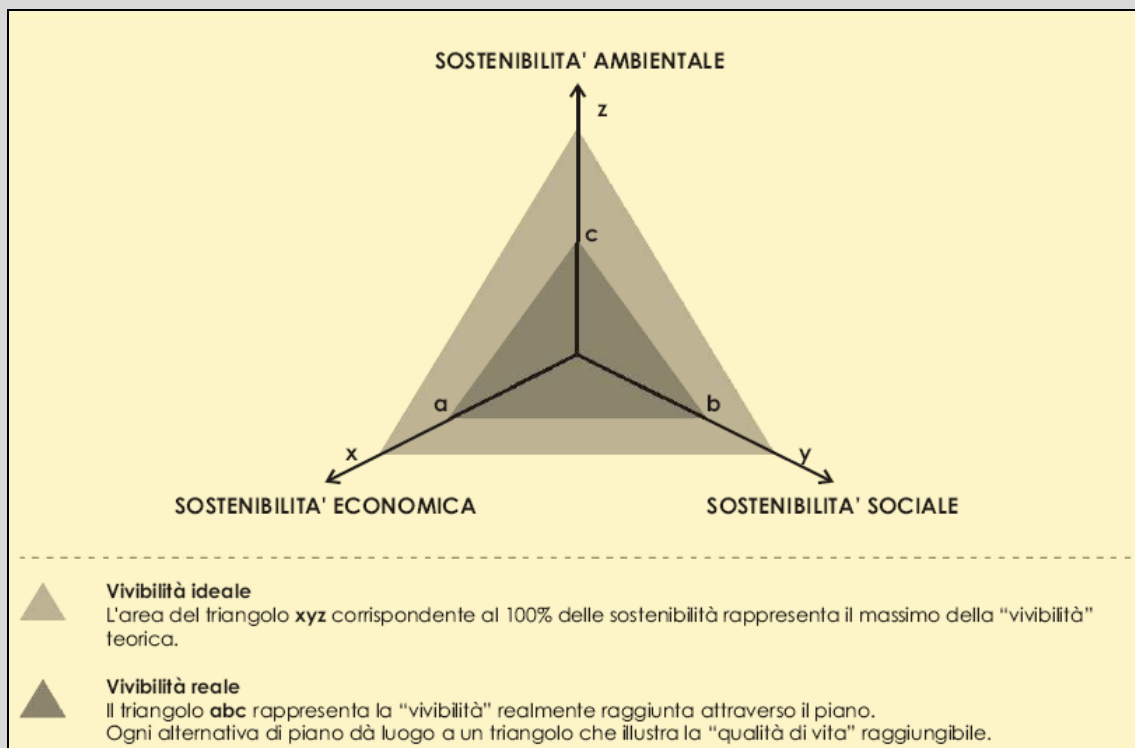 SOSTENIBILITA' AMBIENTALE
z
c
a
b
x
y
SOSTENIBILITA' ECONOMICA
SOSTENIBILITA' SOCIALE
Vivibilità ideale
L'area del triangolo xyz corrispondente al 100% delle sostenibilità rappresenta il massimo della “vivibilità”
teorica.
Vivibilità reale
Il triangolo abc rappresenta la “vivibilità” realmente raggiunta attraverso il piano.
Ogni alternativa di piano dà luogo a un triangolo che illustra la “qualità di vita” raggiungibile.